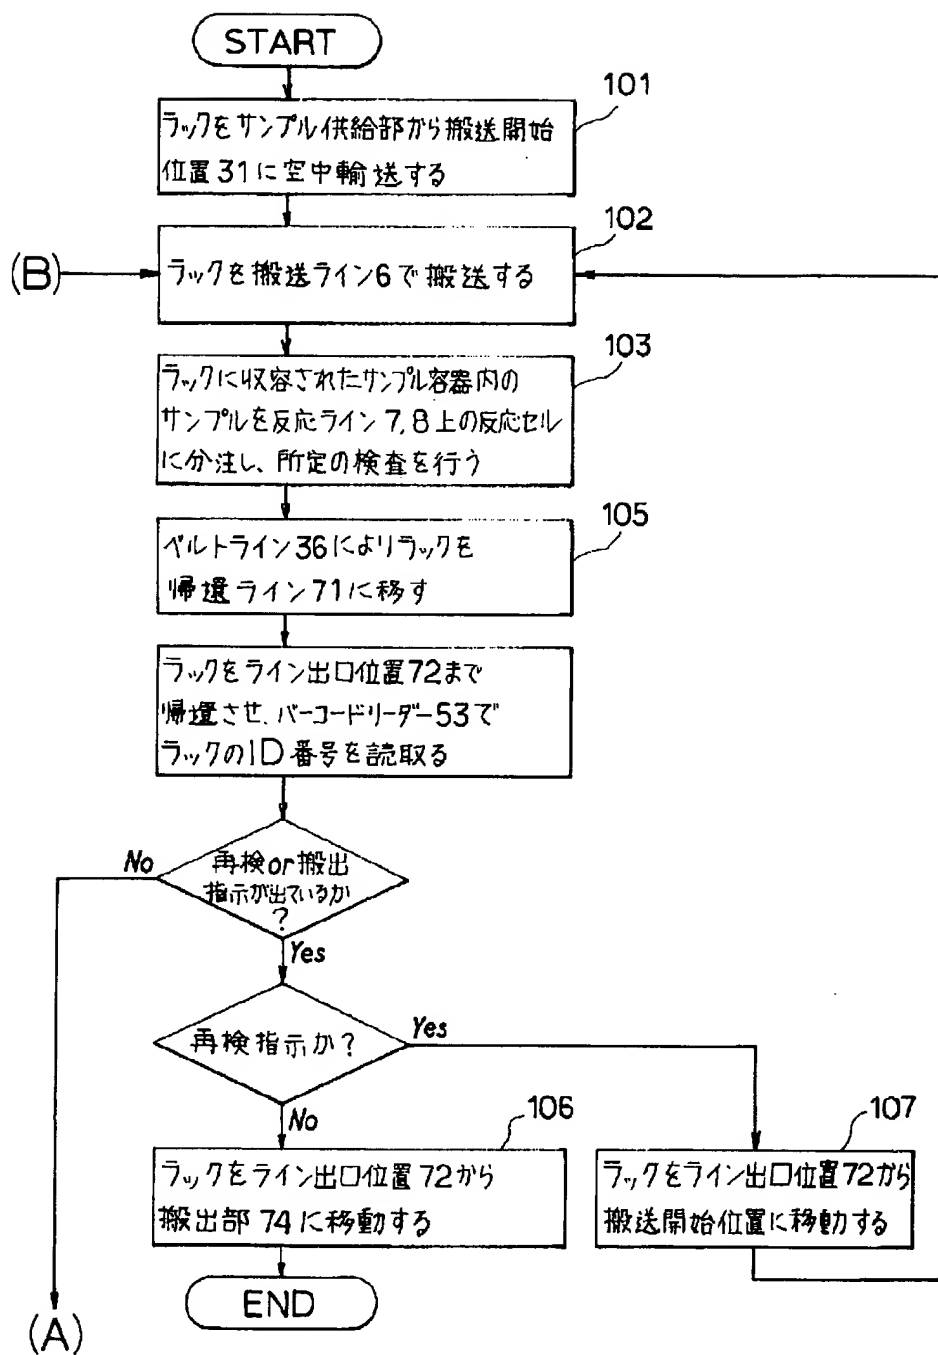 START
101
ラックをサンプル供給部から搬送開始
位置31に空中輸送する
102
(B)
ラックを搬送ライン6で搬送する
103
ラックに収容されたサンプル容器内の
サンプルを反応ライン7,8上の反応セル
に分注し、所定の検査を行う
105
ベルトライン36によりラックを
帰還ライン71に移す
ラックをライン出口位置72まで
帰還させ、バーコードリーダー53で
ラックのID番号を読取る
No
再検or搬出
指示が出ているか
?
Yes
再検指示か?
Yes
No
106
107
ラックをライン出口位置72から
搬出部74に移動する
ラックをライン出口位置72から
搬送開始位置に移動する
END
(A)